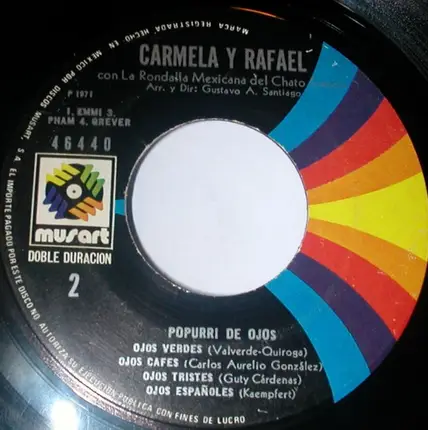 MARCA REGISTRADA. HECHO EN MEXICO POR DISCOS MUSART, S.A. EL IMPORTE PAGADO POR ESTE DISCO NO AUTORIZA SU EJECUCION PUBLICA CON FINES DE LUCRO
CARMELA Y RAFAEL
con La Rondalla Mexicana del Chato
Arr. y Dir: Gustavo A. Santiago
P 1971
1. EMMI 3.
PHAM 4. GREVER
46440
musart
DOBLE DURACION
2
POPURRI DE OJOS
OJOS VERDES (Valverde-Quiroga)
OJOS CAFES (Carlos Aurelio González)
OJOS TRISTES (Guty Cárdenas)
OJOS ESPAÑOLES (Kaempfert)